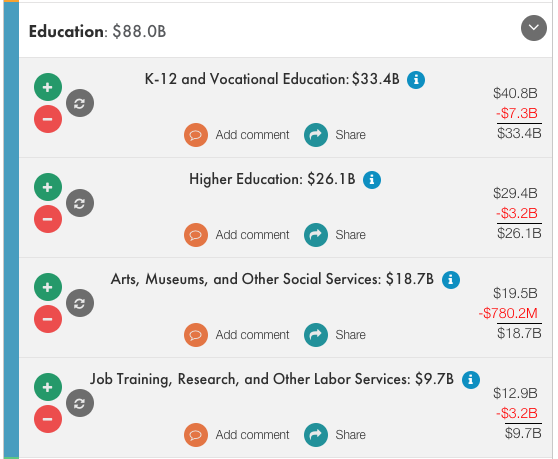 Education: $88.0B
K-12 and Vocational Education: $33.4B
$40.8B
-$7.3B
$33.4B
Add comment Share
Higher Education: $26.1B
$29.4B
-$3.2B
$26.1B
Add comment Share
Arts, Museums, and Other Social Services: $18.7B
$19.5B
-$780.2M
$18.7B
Add comment Share
Job Training, Research, and Other Labor Services: $9.7B
$12.9B
-$3.2B
$9.7B
Add comment Share